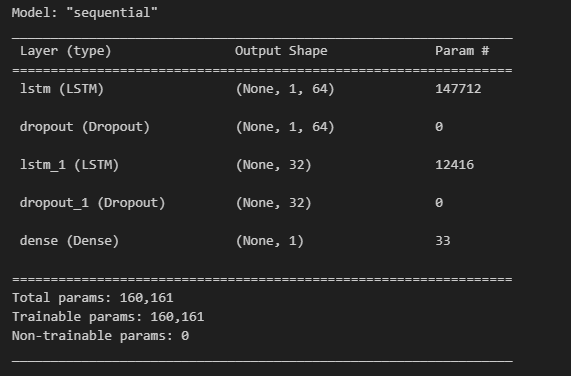 Model: "sequential"
_________________________________________________________________
Layer (type) Output Shape Param #
=================================================================
lstm (LSTM) (None, 1, 64) 147712
dropout (Dropout) (None, 1, 64) 0
lstm_1 (LSTM) (None, 32) 12416
dropout_1 (Dropout) (None, 32) 0
dense (Dense) (None, 1) 33
=================================================================
Total params: 160,161
Trainable params: 160,161
Non-trainable params: 0
_________________________________________________________________